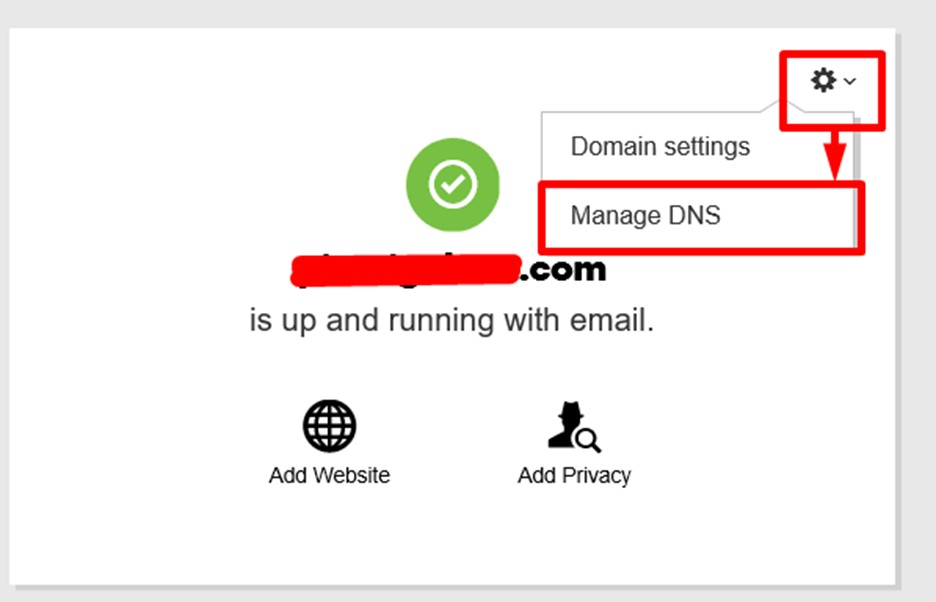 Domain settings
Manage DNS
.com
is up and running with email.
Add Website
Add Privacy